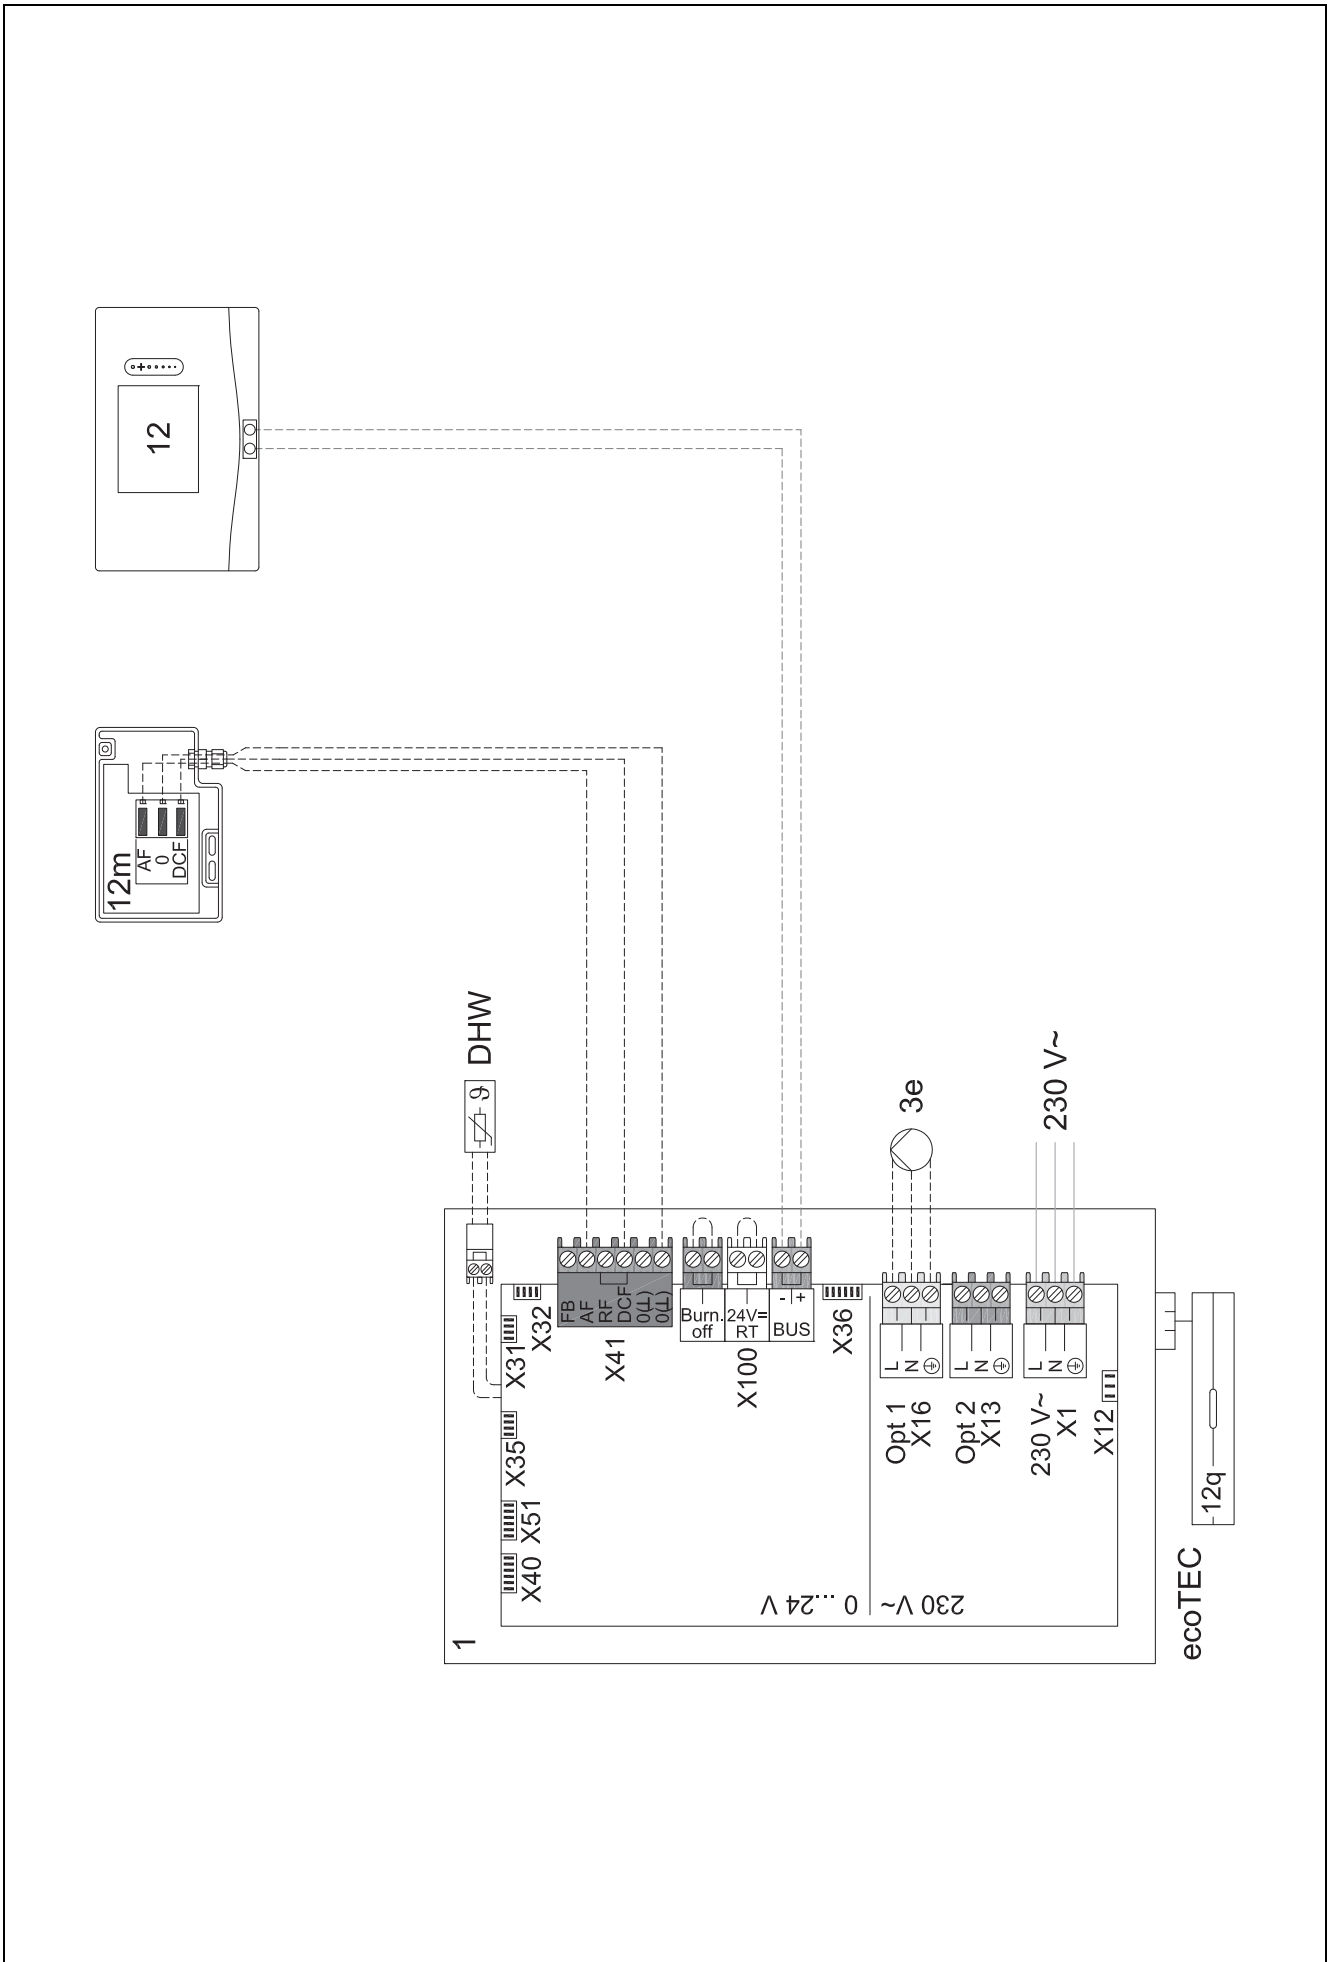 12
12m
AF
0
DCF
DHW
ϑ
3e
230 V~
X32
FB
AF
RF
DCF
0(⊥)
0(⊥)
X41
X31
Burn.
off
24V=
RT
X100
- +
BUS
X36
L
N
Opt 1
X16
L
N
Opt 2
X13
L
N
230 V~
X1
X12
X35
X51
X40
0 ...24 V
230 V~
1
12q
ecoTEC